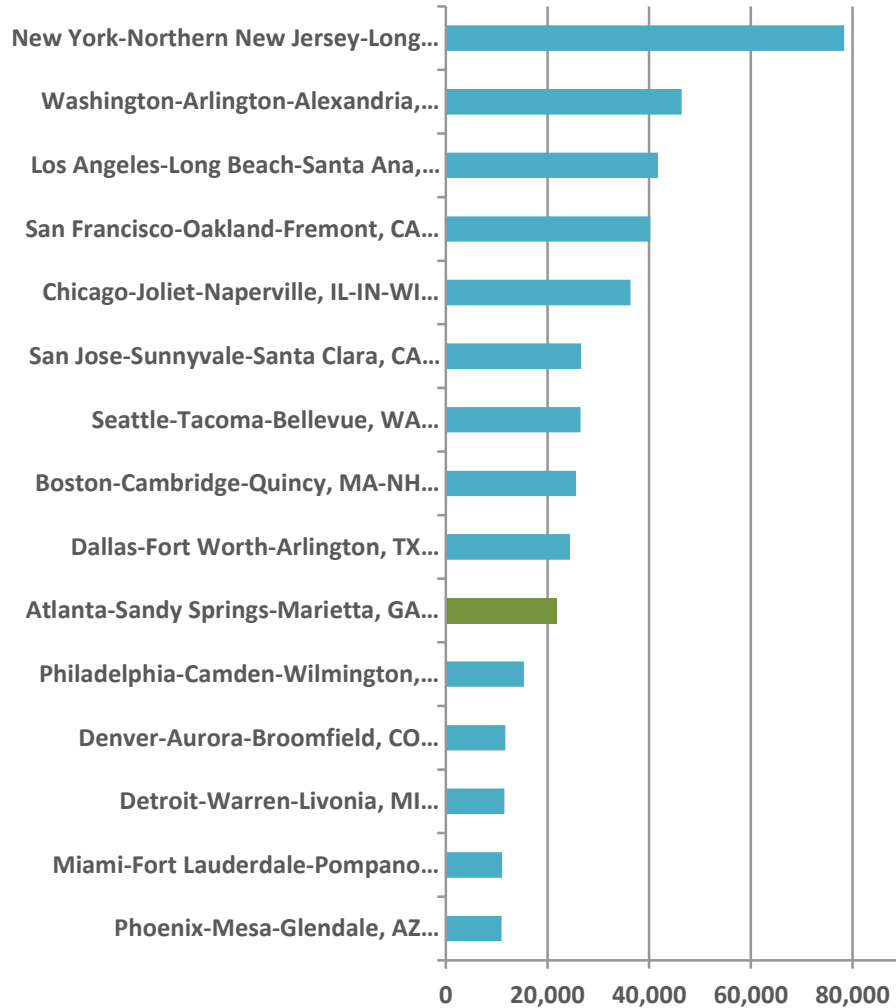 New York-Northern New Jersey-Long…
Washington-Arlington-Alexandria,…
Los Angeles-Long Beach-Santa Ana,…
San Francisco-Oakland-Fremont, CA…
Chicago-Joliet-Naperville, IL-IN-WI…
San Jose-Sunnyvale-Santa Clara, CA…
Seattle-Tacoma-Bellevue, WA…
Boston-Cambridge-Quincy, MA-NH…
Dallas-Fort Worth-Arlington, TX…
Atlanta-Sandy Springs-Marietta, GA…
Philadelphia-Camden-Wilmington,…
Denver-Aurora-Broomfield, CO…
Detroit-Warren-Livonia, MI…
Miami-Fort Lauderdale-Pompano…
Phoenix-Mesa-Glendale, AZ…
0 20,000 40,000 60,000 80,000